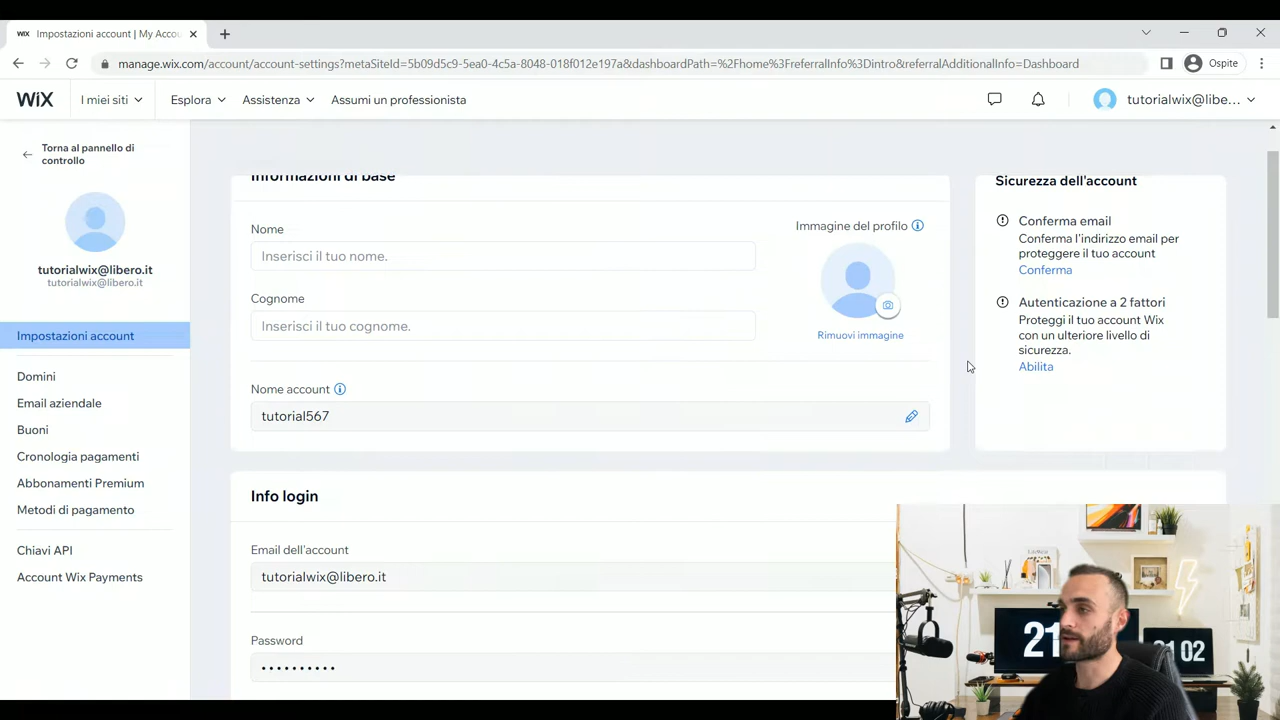 WIX Impostazioni account | My Accou
manage.wix.com/account/account-settings?metaSiteId=5b09d5c9-5ea0-4c5a-8048-018f012e197a&dashboardPath=%2Fhome%3FreferralInfo%3Dintro&referralAdditionalInfo=Dashboard
Ospite
WIX
I miei siti
Esplora
Assistenza
Assumi un professionista
tutorialwix@libe...
Torna al pannello di
controllo
tutorialwix@libero.it
tutorialwix@libero.it
Impostazioni account
Domini
Email aziendale
Buoni
Cronologia pagamenti
Abbonamenti Premium
Metodi di pagamento
Chiavi API
Account Wix Payments
Informazioni di base
Nome
Inserisci il tuo nome.
Cognome
Inserisci il tuo cognome.
Immagine del profilo
Rimuovi immagine
Nome account
tutorial567
Sicurezza dell'account
Conferma email
Conferma l'indirizzo email per
proteggere il tuo account
Conferma
Autenticazione a 2 fattori
Proteggi il tuo account Wix
con un ulteriore livello di
sicurezza.
Abilita
Info login
Email dell'account
tutorialwix@libero.it
Password
••••••••••
21
21 02